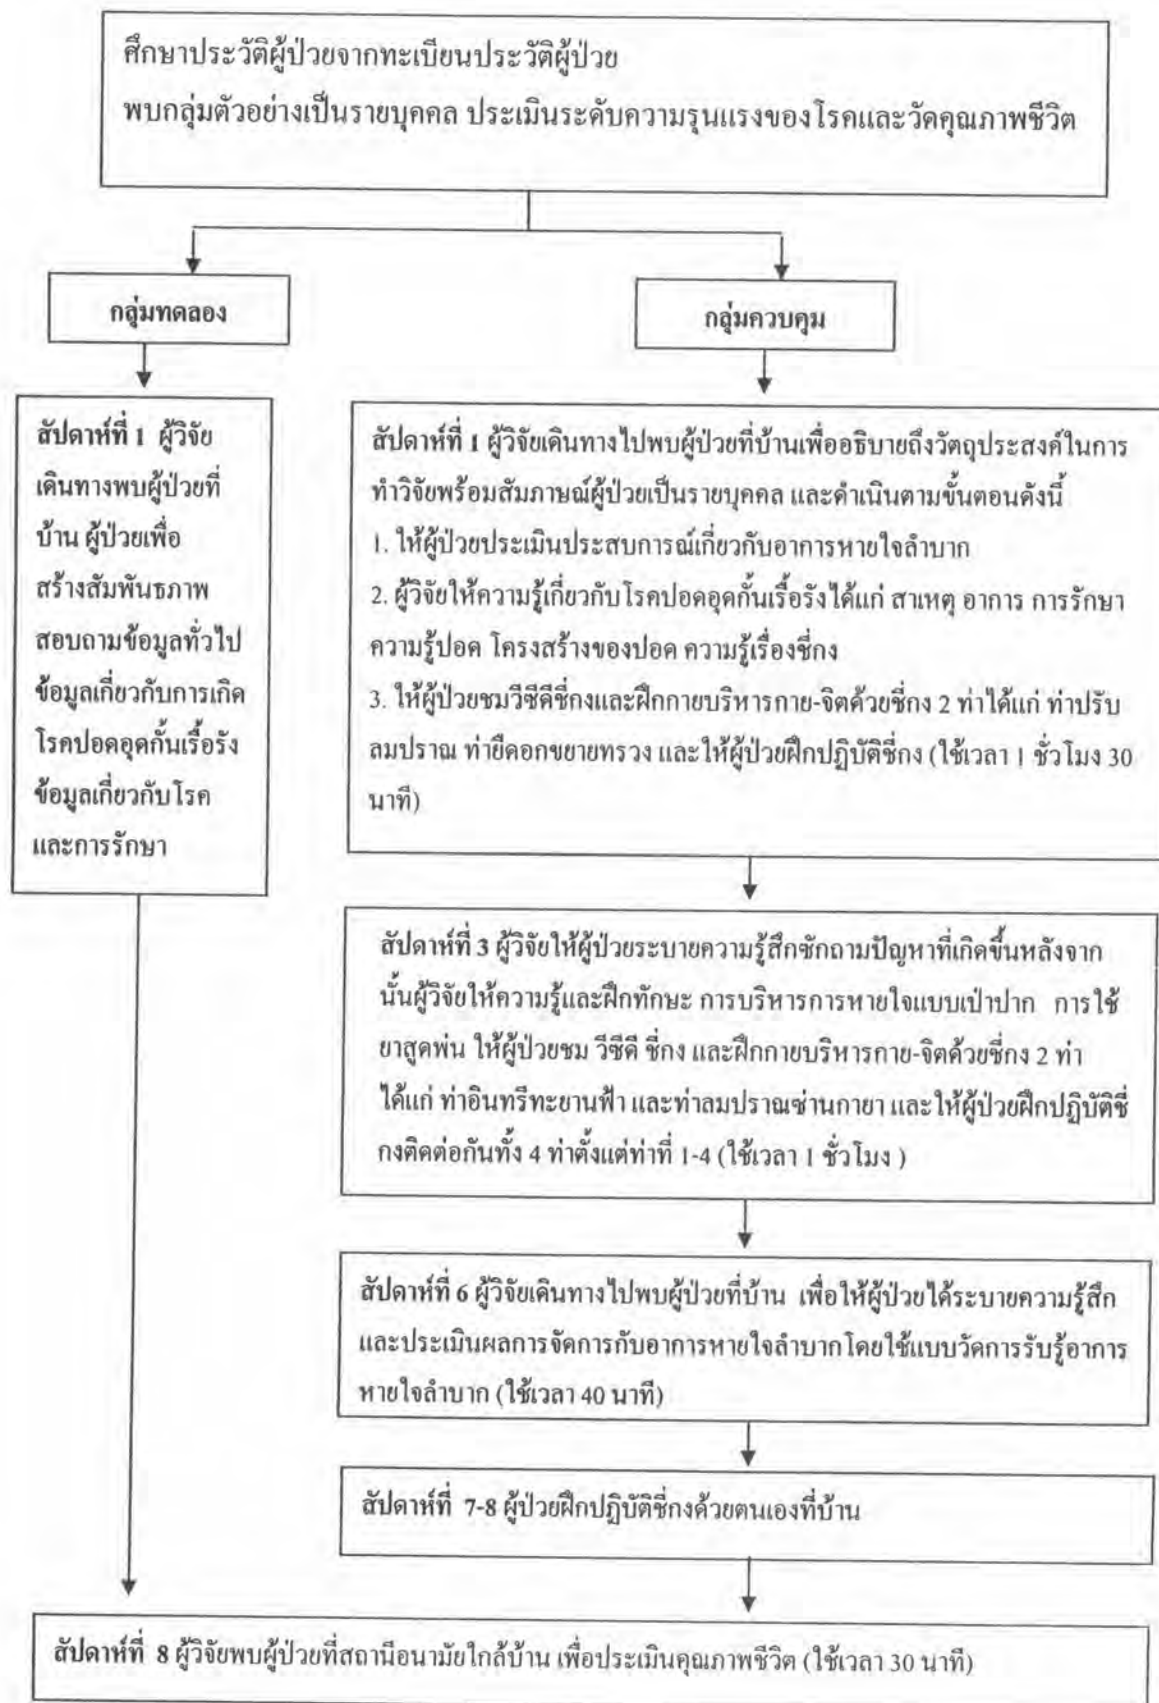 ศึกษาประวัติผู้ป่วยจากทะเบียนประวัติผู้ป่วย
พบกลุ่มตัวอย่างเป็นรายบุคคล ประเมินระดับความรุนแรงของโรคและวัดคุณภาพชีวิต
กลุ่มทดลอง
กลุ่มควบคุม
สัปดาห์ที่ 1 ผู้วิจัย
เดินทางพบผู้ป่วยที่
บ้าน ผู้ป่วยเพื่อ
สร้างสัมพันธภาพ
สอบถามข้อมูลทั่วไป
ข้อมูลเกี่ยวกับการเกิด
โรคปอดอุดกั้นเรื้อรัง
ข้อมูลเกี่ยวกับโรค
และการรักษา
สัปดาห์ที่ 1 ผู้วิจัยเดินทางไปพบผู้ป่วยที่บ้านเพื่ออธิบายถึงวัตถุประสงค์ในการ
ทำวิจัยพร้อมสัมภาษณ์ผู้ป่วยเป็นรายบุคคล และดำเนินตามขั้นตอนดังนี้
1. ให้ผู้ป่วยประเมินประสบการณ์เกี่ยวกับอาการหายใจลำบาก
2. ผู้วิจัยให้ความรู้เกี่ยวกับโรคปอดอุดกั้นเรื้อรังได้แก่ สาเหตุ อาการ การรักษา
ความรู้ปอด โครงสร้างของปอด ความรู้เรื่องชี่กง
3. ให้ผู้ป่วยชมวีซีดีชี่กงและฝึกกายบริหารกาย-จิตด้วยชี่กง 2 ท่าได้แก่ ท่าปรับ
ลมปราณ ท่ายืดอกขยายทรวง และให้ผู้ป่วยฝึกปฏิบัติชี่กง (ใช้เวลา 1 ชั่วโมง 30
นาที)
สัปดาห์ที่ 3 ผู้วิจัยให้ผู้ป่วยระบายความรู้สึกซักถามปัญหาที่เกิดขึ้นหลังจาก
นั้นผู้วิจัยให้ความรู้และฝึกทักษะ การบริหารการหายใจแบบเป่าปาก การใช้
ยาสูดพ่น ให้ผู้ป่วยชม วีซีดี ชี่กง และฝึกกายบริหารกาย-จิตด้วยชี่กง 2 ท่า
ได้แก่ ท่าอินทรีทะยานฟ้า และท่าลมปราณซ่านกายา และให้ผู้ป่วยฝึกปฏิบัติชี่
กงติดต่อกันทั้ง 4 ท่าตั้งแต่ท่าที่ 1-4 (ใช้เวลา 1 ชั่วโมง )
สัปดาห์ที่ 6 ผู้วิจัยเดินทางไปพบผู้ป่วยที่บ้าน เพื่อให้ผู้ป่วยได้ระบายความรู้สึก
และประเมินผลการจัดการกับอาการหายใจลำบากโดยใช้แบบวัดการรับรู้อาการ
หายใจลำบาก (ใช้เวลา 40 นาที)
สัปดาห์ที่ 7-8 ผู้ป่วยฝึกปฏิบัติชี่กงด้วยตนเองที่บ้าน
สัปดาห์ที่ 8 ผู้วิจัยพบผู้ป่วยที่สถานีอนามัยใกล้บ้าน เพื่อประเมินคุณภาพชีวิต (ใช้เวลา 30 นาที)